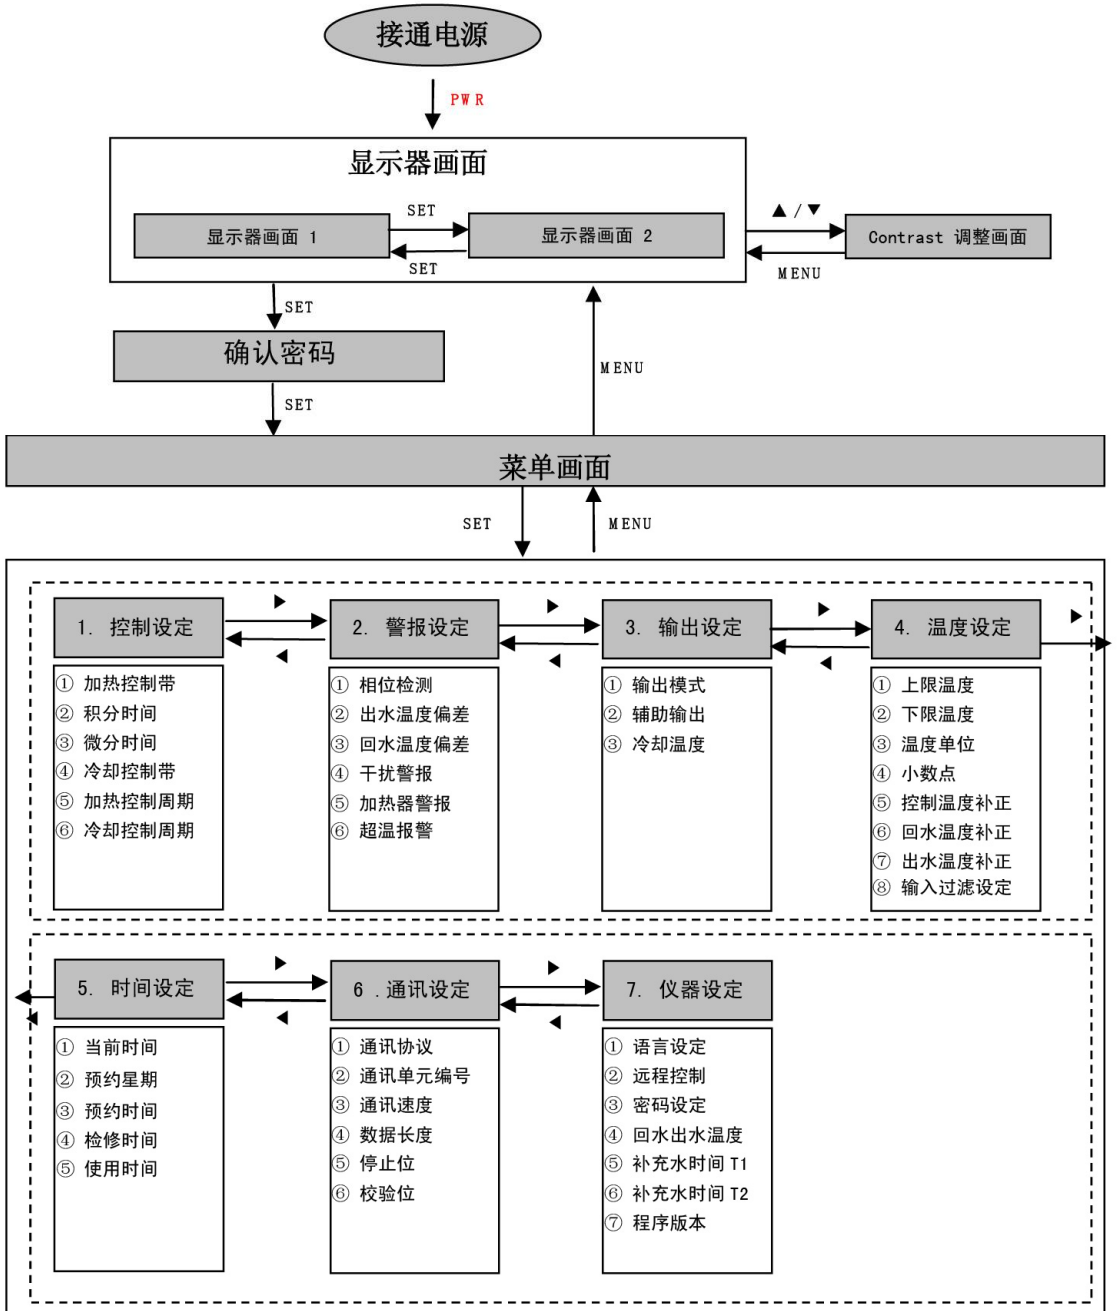 接通电源
PWR
显示器画面
显示器画面 1
SET
SET
显示器画面 2
▲ / ▼
MENU
Contrast 调整画面
SET
确认密码
SET
MENU
菜单画面
SET
MENU
1. 控制设定
▶
◀
2. 警报设定
▶
◀
3. 输出设定
▶
◀
4. 温度设定
▶
① 加热控制带
② 积分时间
③ 微分时间
④ 冷却控制带
⑤ 加热控制周期
⑥ 冷却控制周期
① 相位检测
② 出水温度偏差
③ 回水温度偏差
④ 干扰警报
⑤ 加热器警报
⑥ 超温报警
① 输出模式
② 辅助输出
③ 冷却温度
① 上限温度
② 下限温度
③ 温度单位
④ 小数点
⑤ 控制温度补正
⑥ 回水温度补正
⑦ 出水温度补正
⑧ 输入过滤设定
◀
5. 时间设定
▶
◀
6 .通讯设定
▶
◀
7. 仪器设定
① 当前时间
② 预约星期
③ 预约时间
④ 检修时间
⑤ 使用时间
① 通讯协议
② 通讯单元编号
③ 通讯速度
④ 数据长度
⑤ 停止位
⑥ 校验位
① 语言设定
② 远程控制
③ 密码设定
④ 回水出水温度
⑤ 补充水时间 T1
⑥ 补充水时间 T2
⑦ 程序版本